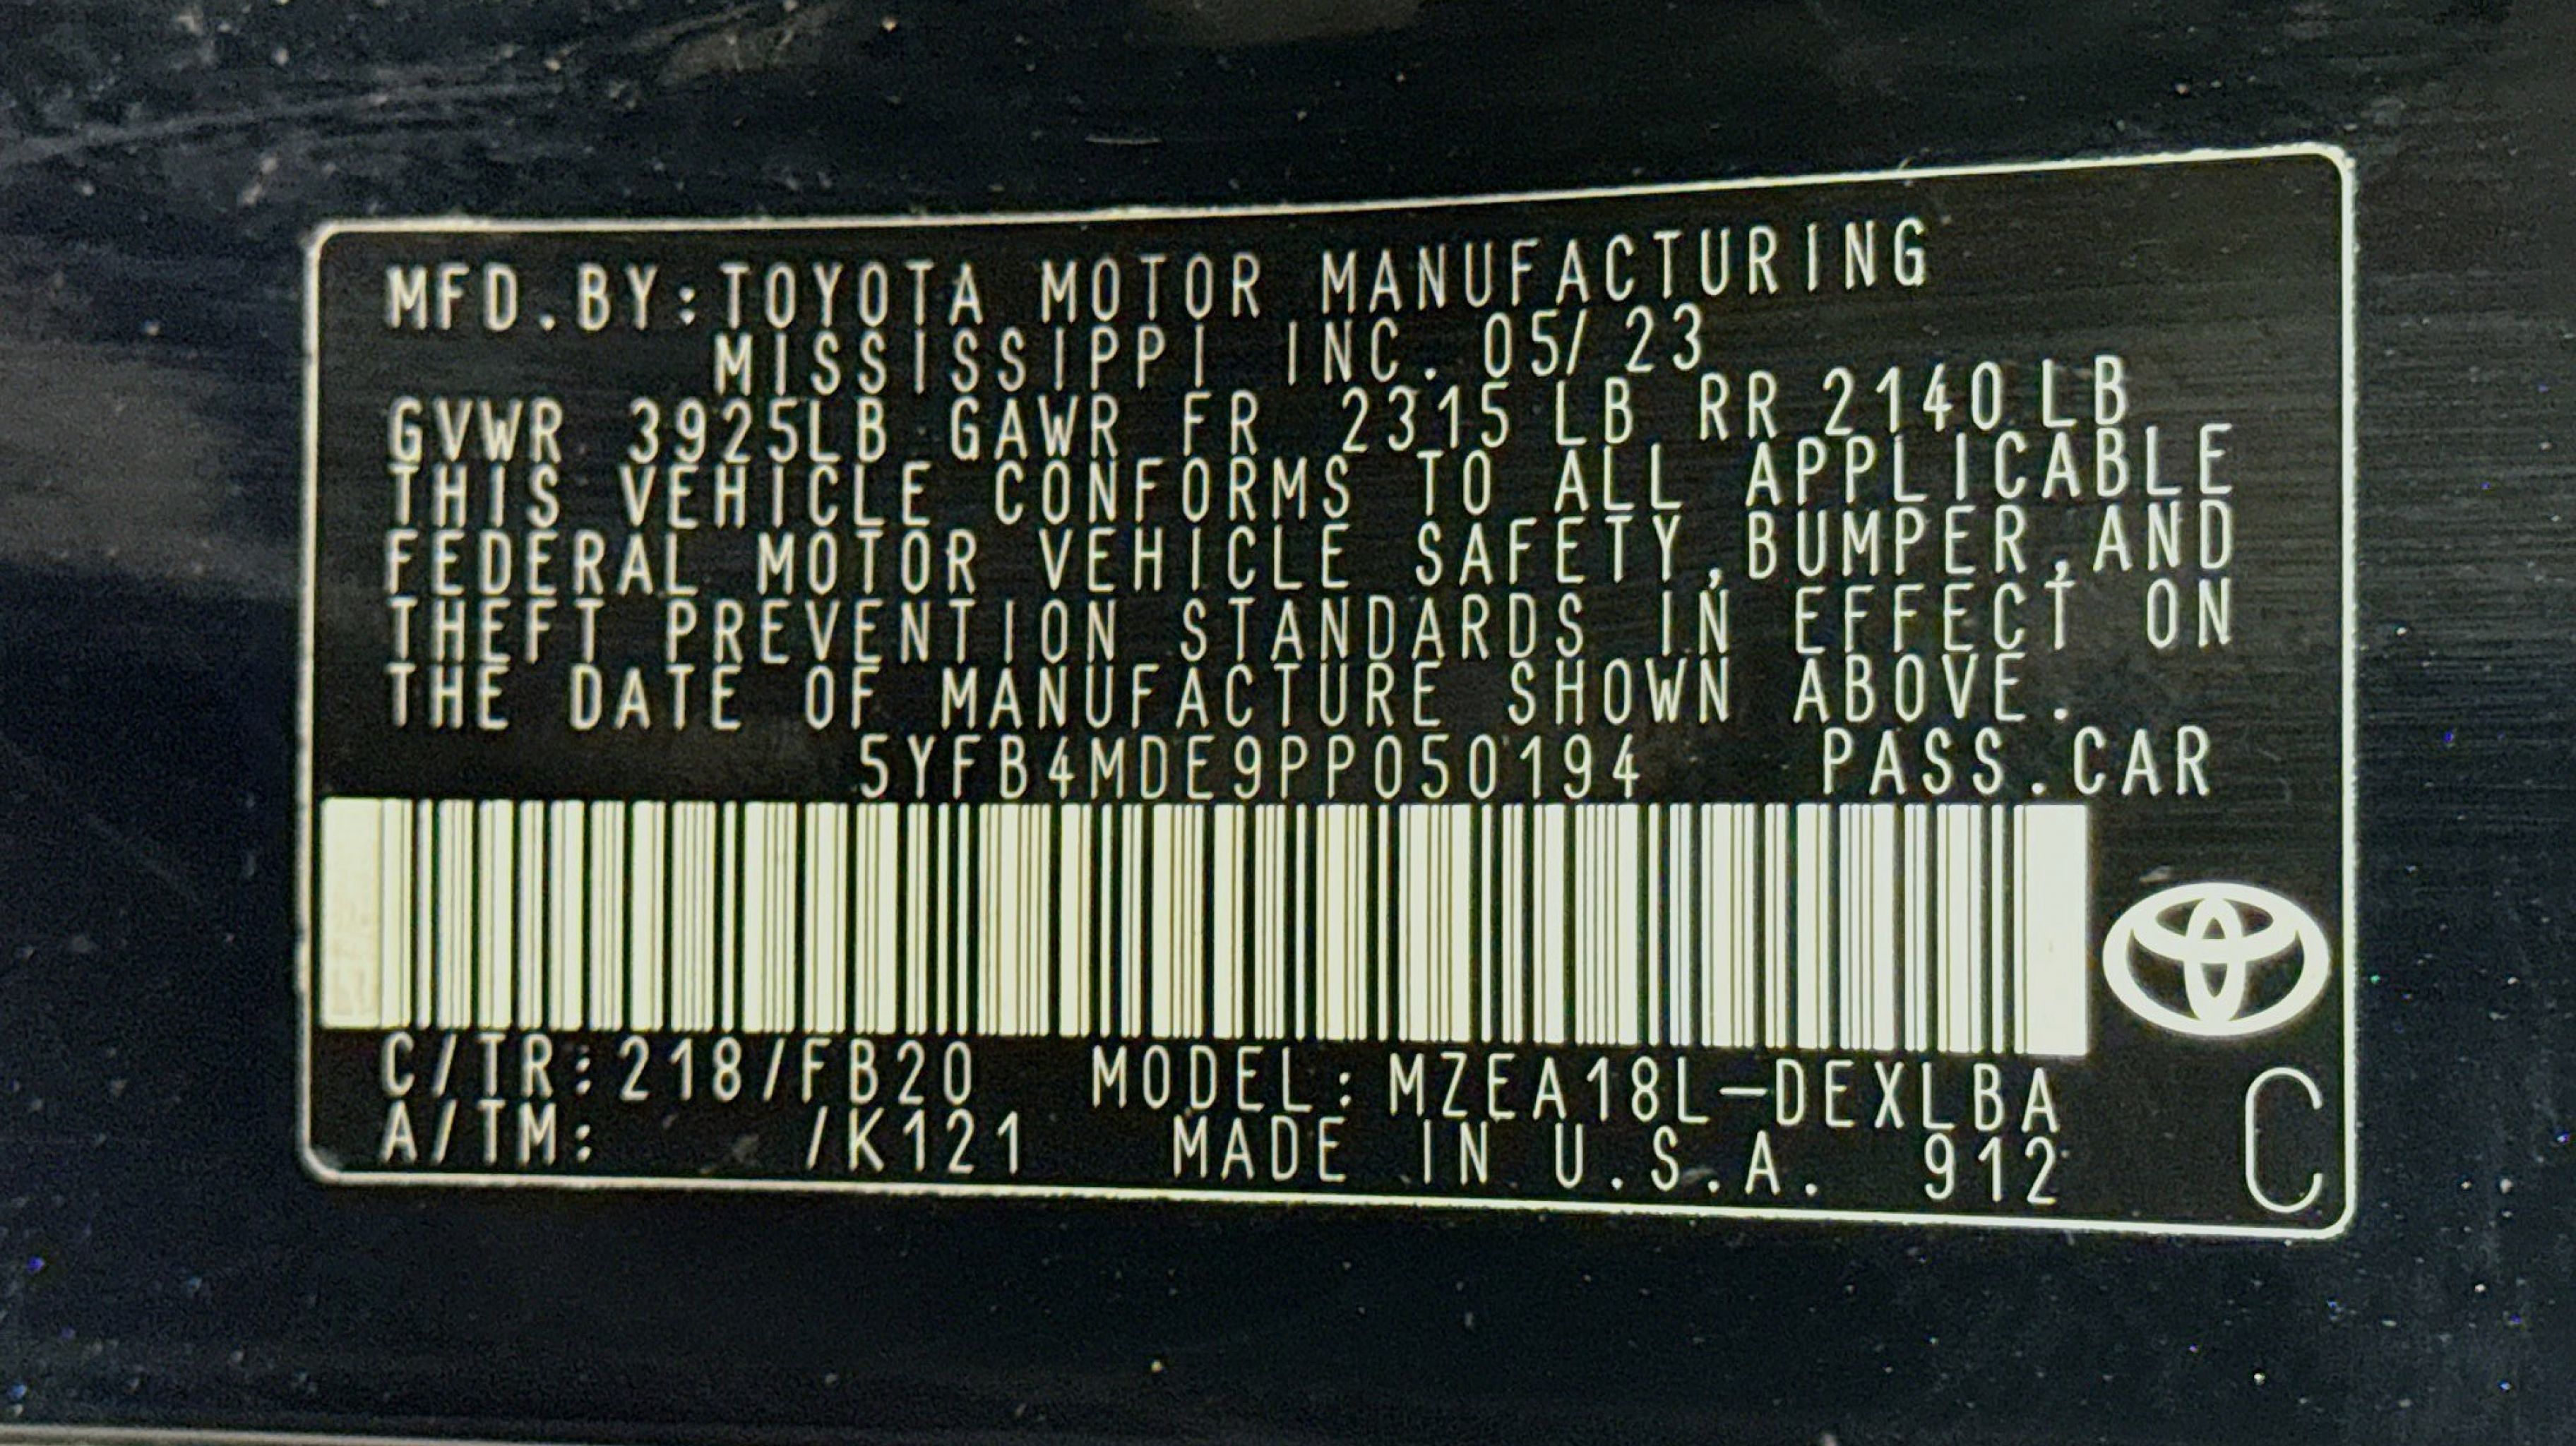 MFD.BY:TOYOTA MOTOR MANUFACTURING
MISSISSIPPI INC. 05/23
GVWR 3925LB GAWR FR 2315 LB RR 2140 LB
THIS VEHICLE CONFORMS TO ALL APPLICABLE
FEDERAL MOTOR VEHICLE SAFETY,BUMPER,AND
THEFT PREVENTION STANDARDS IN EFFECT ON
THE DATE OF MANUFACTURE SHOWN ABOVE.
5YFB4MDE9PP050194 PASS.CAR
C/TR:218/FB20 MODEL:MZEA18L-DEXLBA
A/TM: /K121 MADE IN U.S.A. 912
C